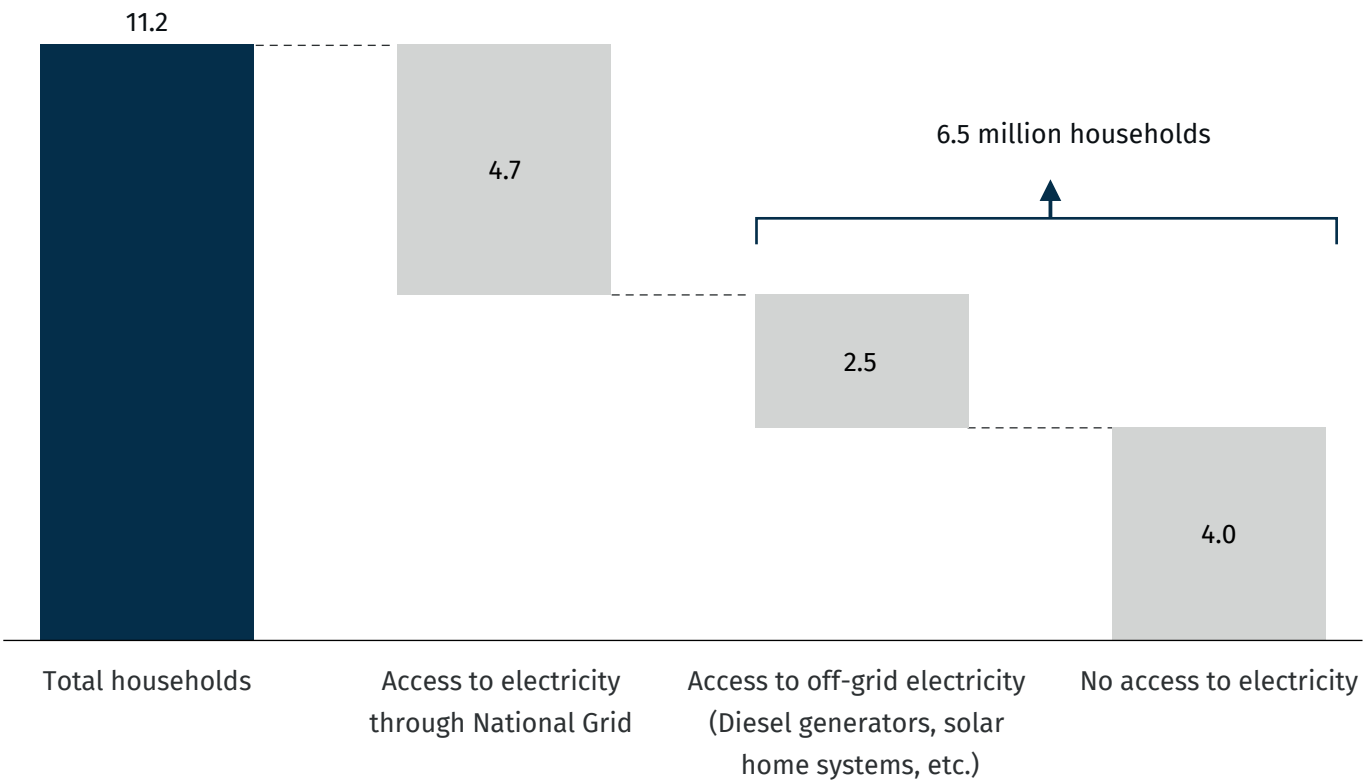 11.2
4.7
6.5 million households
2.5
4.0
Total households
Access to electricity
through National Grid
Access to off-grid electricity
(Diesel generators, solar
home systems, etc.)
No access to electricity